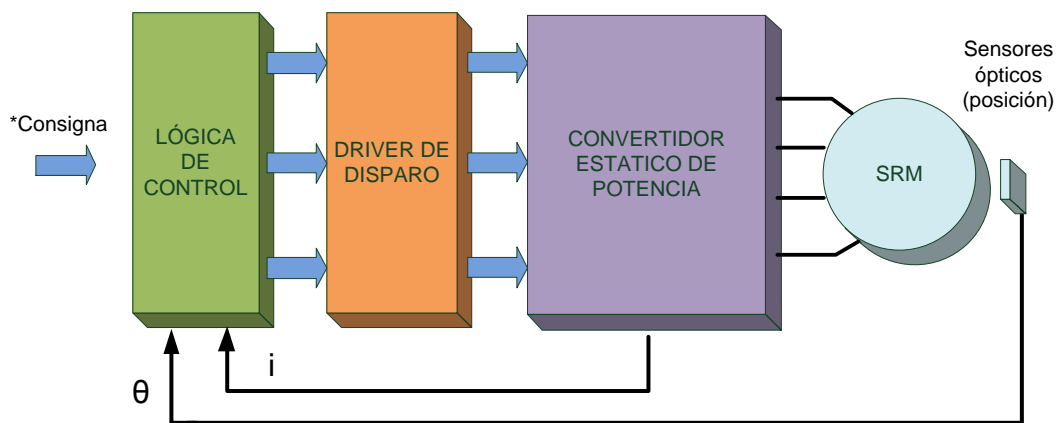 *Consigna
LÓGICA
DE
CONTROL
DRIVER DE
DISPARO
CONVERTIDOR
ESTATICO DE
POTENCIA
SRM
Sensores
ópticos
(posición)
i
θ